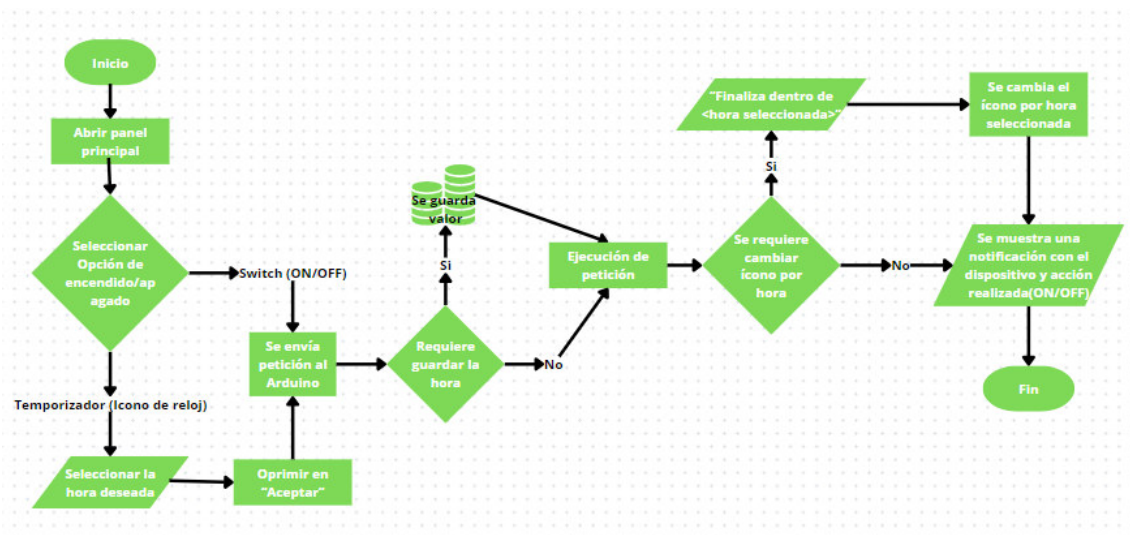 Inicio
Abrir panel
principal
Seleccionar
Opción de
encendido/ap
agado
Switch (ON/OFF)
Temporizador (Icono de reloj)
Seleccionar la
hora deseada
Oprimir en
"Aceptar"
Se envía
petición al
Arduino
Requiere
guardar la
hora
Si
Se guarda
valor
No
Ejecución de
petición
Se requiere
cambiar
ícono por
hora
Si
"Finaliza dentro de
<hora seleccionada>"
Se cambia el
ícono por hora
seleccionada
No
Se muestra una
notificación con el
dispositivo y acción
realizada(ON/OFF)
Fin